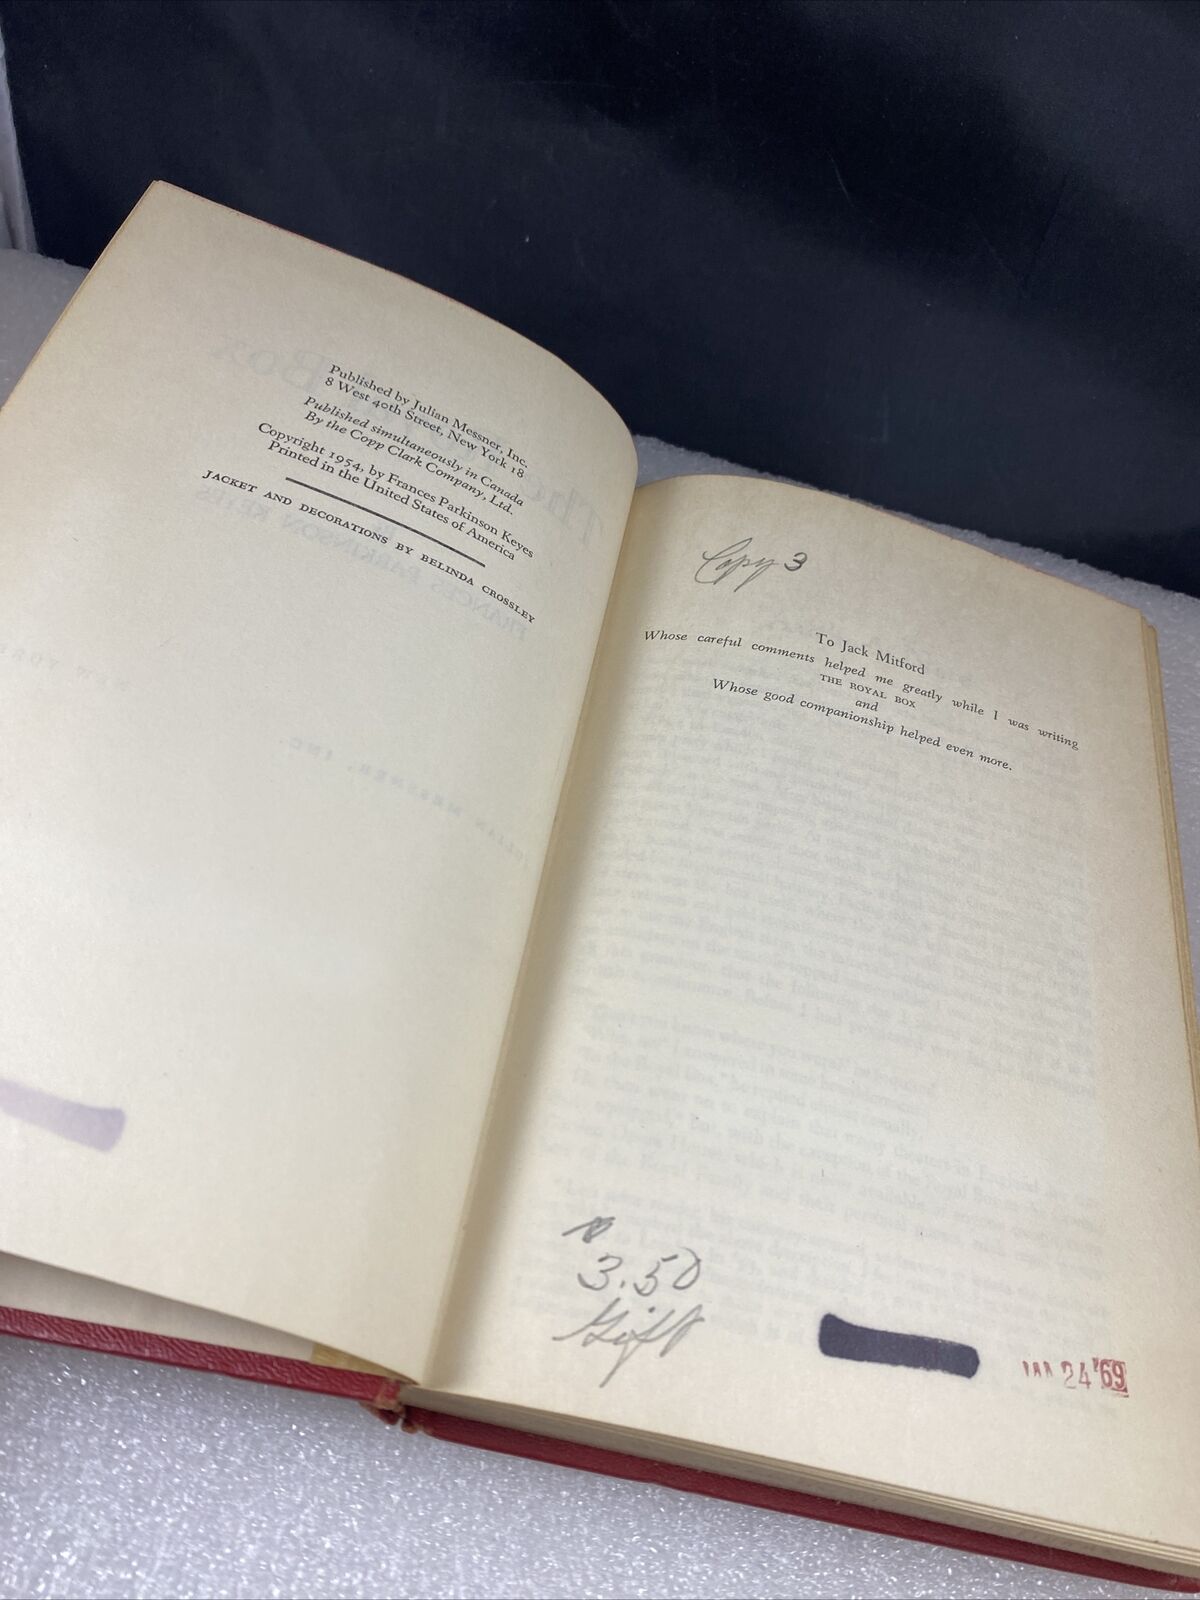 Published by Julian Messner, Inc.
8 West 40th Street, New York 18
Published simultaneously in Canada
By the Copp Clark Company, Ltd.
Copyright 1954, by Frances Parkinson Keyes
Printed in the United States of America
JACKET AND DECORATIONS BY BELINDA CROSSLEY
Copy 3
To Jack Mitford
Whose careful comments helped me greatly while I was writing
THE ROYAL BOX
and
Whose good companionship helped even more.
3.50
Gift
24 '69